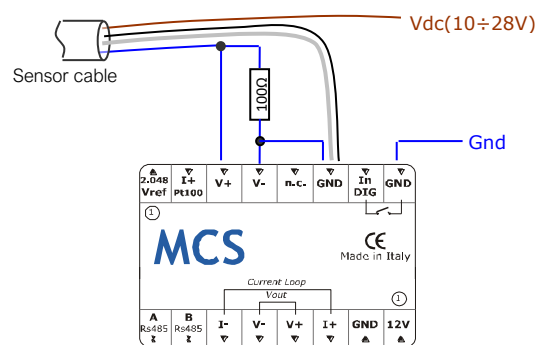 Vdc(10÷28V)
Sensor cable
100Ω
Gnd
2.048 Vref
I+ Pt100
V+
V-
n.c.
GND
In DIG
GND
1
MCS
CE
Made in Italy
Current Loop
Vout
1
A Rs485
B Rs485
I-
V-
V+
I+
GND
12V